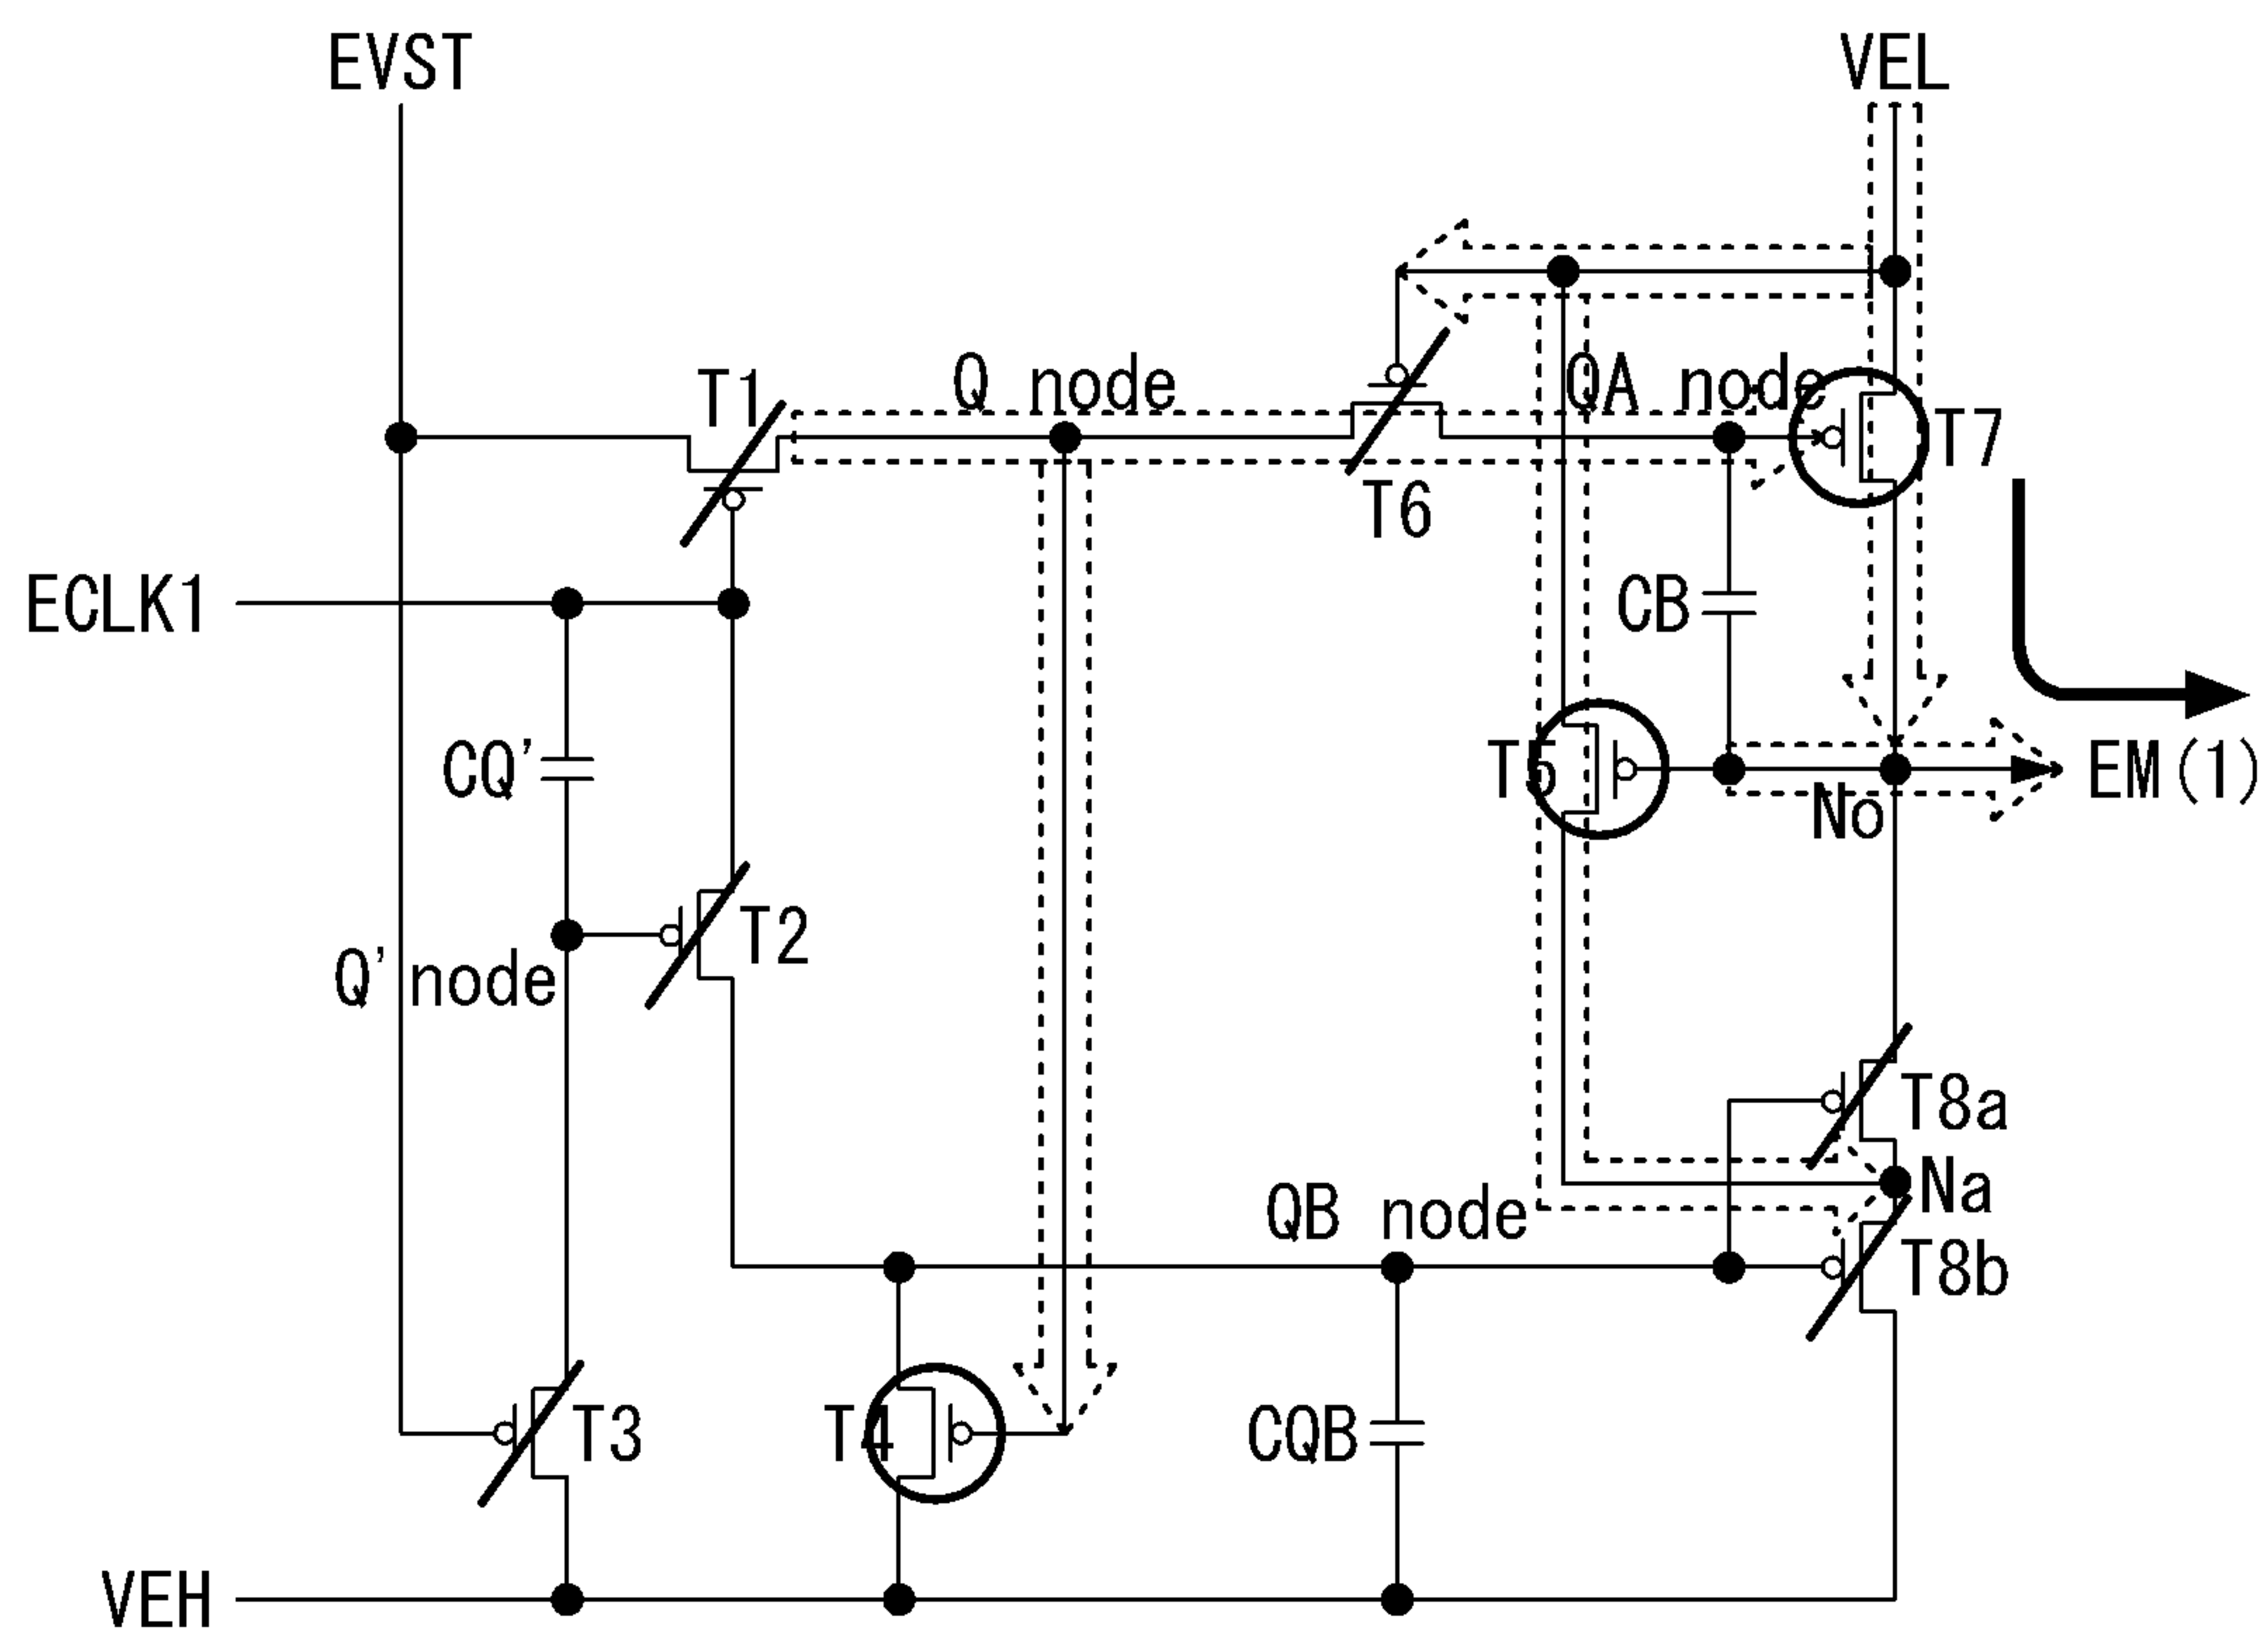 EVST
VEL
T1
Q node
QA node
T7
T6
ECLK1
CB
CQ'
T5
EM(1)
No
T2
Q' node
T8a
Na
QB node
T8b
T3
T4
CQB
VEH